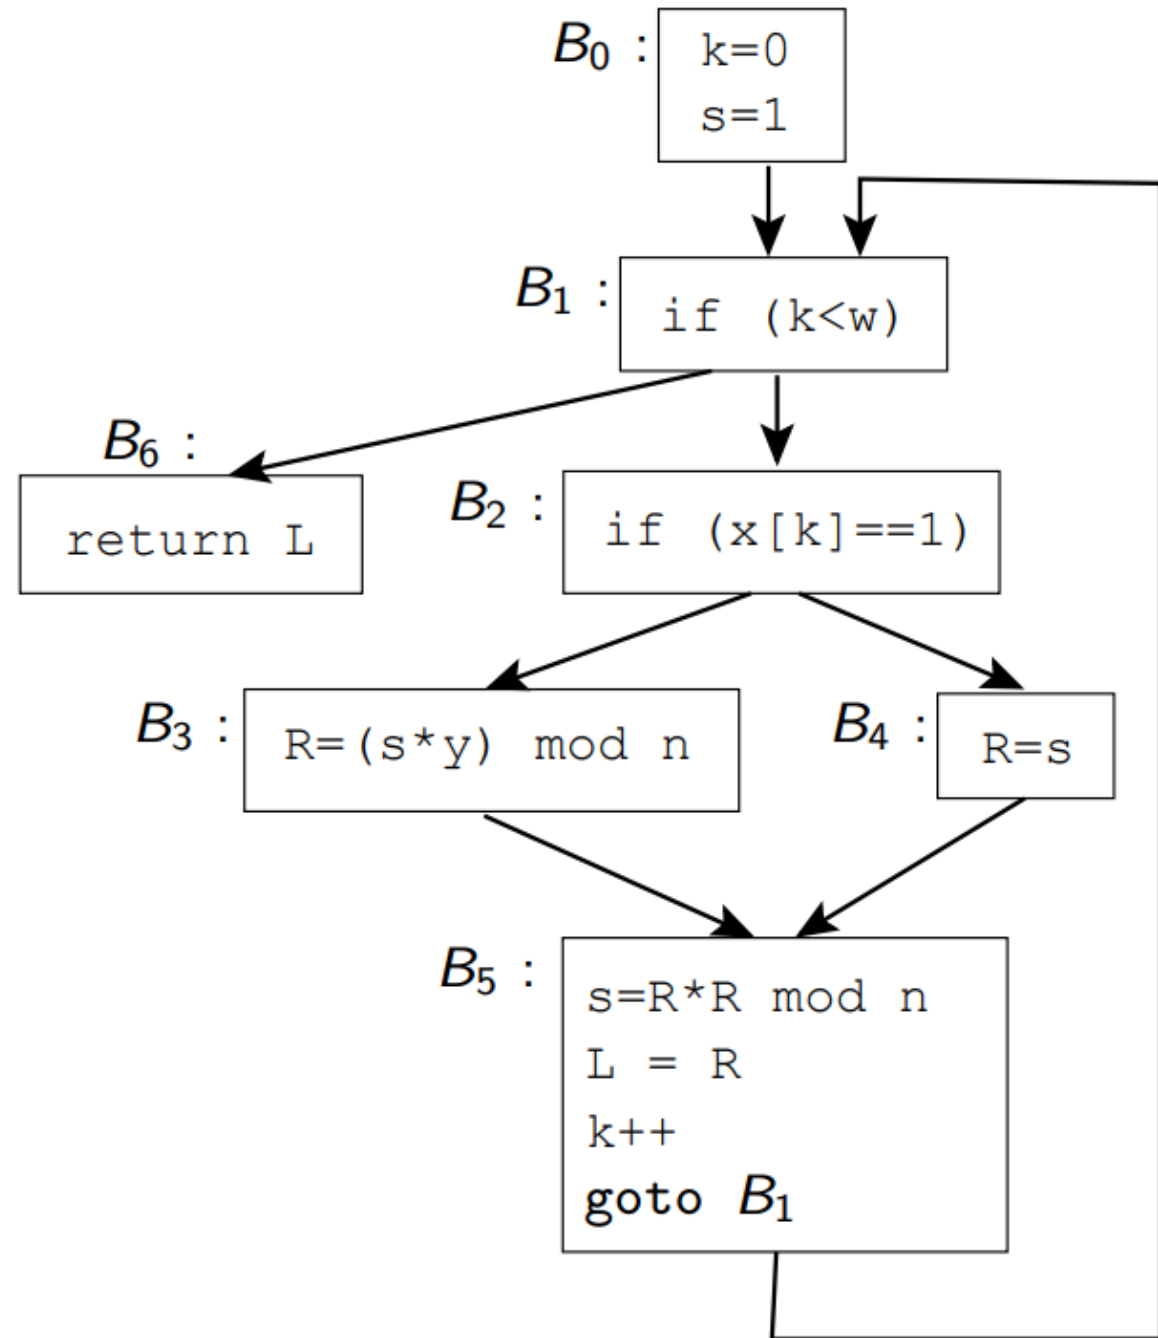 B₀ :
k=0
s=1
B₁ :
if (k<w)
B₆ :
return L
B₂ :
if (x[k]==1)
B₃ :
R=(s*y) mod n
B₄ :
R=s
B₅ :
s=R*R mod n
L = R
k++
goto B₁